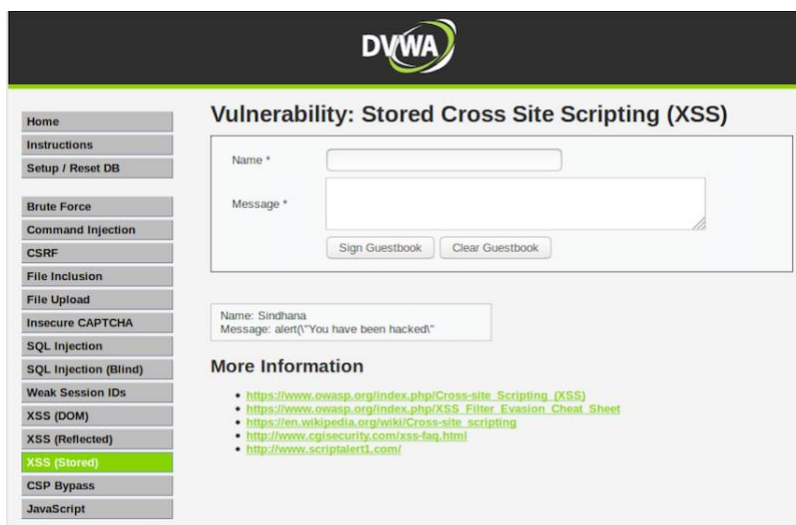 DVWA
Vulnerability: Stored Cross Site Scripting (XSS)
Home
Instructions
Setup / Reset DB
Brute Force
Command Injection
CSRF
File Inclusion
File Upload
Insecure CAPTCHA
SQL Injection
SQL Injection (Blind)
Weak Session IDs
XSS (DOM)
XSS (Reflected)
XSS (Stored)
CSP Bypass
JavaScript
Name *
Message *
Sign Guestbook Clear Guestbook
Name: Sindhana
Message: alert(\"You have been hacked\"
More Information
https://www.owasp.org/index.php/Cross-site_Scripting_(XSS)
https://www.owasp.org/index.php/XSS_Filter_Evasion_Cheat_Sheet
https://en.wikipedia.org/wiki/Cross-site_scripting
http://www.cgisecurity.com/xss-faq.html
http://www.scriptalert1.com/